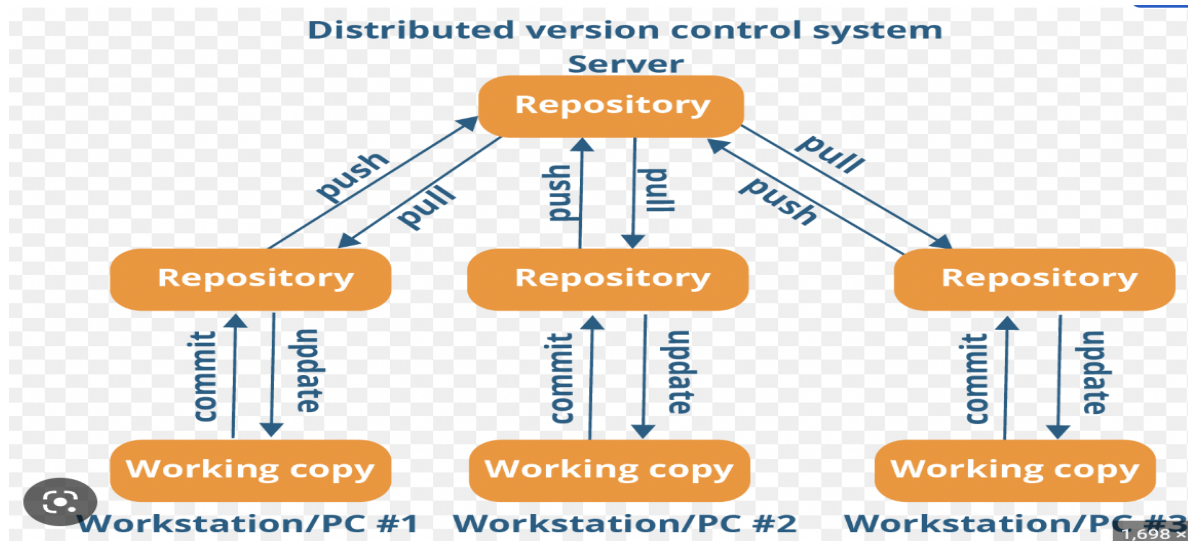 Distributed version control system
Server
Repository
push
pull
push
pull
push
pull
Repository
Repository
Repository
commit
update
commit
update
commit
update
Working copy
Working copy
Working copy
Workstation/PC #1
Workstation/PC #2
Workstation/PC #3
1,698 ×